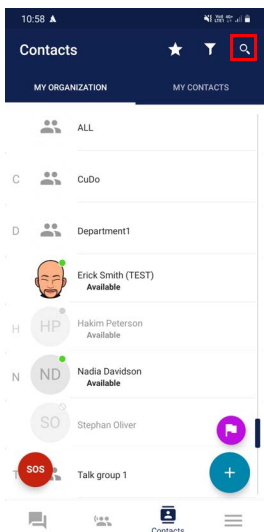 10:58
Contacts
MY ORGANIZATION
MY CONTACTS
ALL
C
CuDo
D
Department1
Erick Smith (TEST)
Available
H
HP
Hakim Peterson
Available
N
ND
Nadia Davidson
Available
SO
Stephan Oliver
T
SOS
Talk group 1
+
Contacts